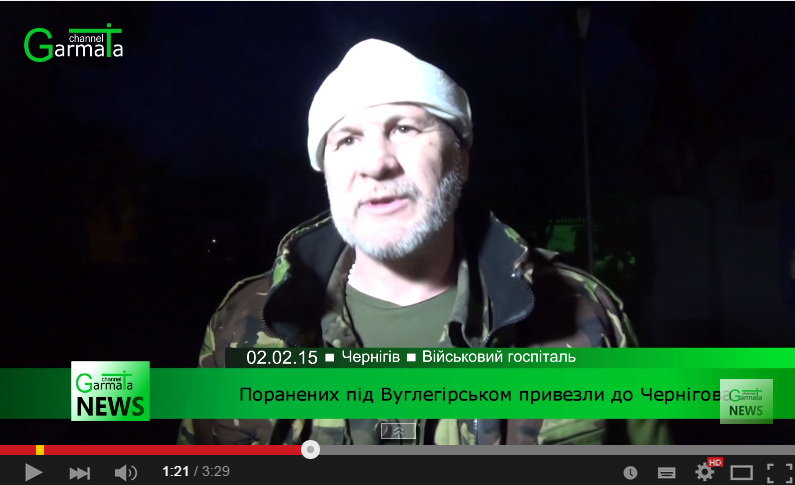 channel
GarmaTa
02.02.15 ■ Чернігів ■ Військовий госпіталь
channel
GarmaTa
NEWS
Поранених під Вуглегірськом привезли до Чернігова
channel
GarmaTa
NEWS
HD
1:21 / 3:29